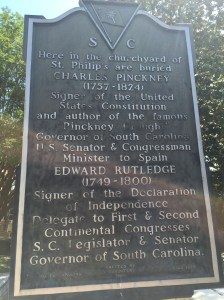 S C
Here in the churchyard of
St. Philip's are buried
CHARLES PINCKNEY
(1757-1824)
Signer of the United
States Constitution
and author of the famous
Pinckney
Governor of South Carolina
U.S. Senator & Congressman
Minister to Spain
EDWARD RUTLEDGE
(1749-1800)
Signer of the Declaration
of Independence
Delegate to First & Second
Continental Congresses
S.C. Legislator & Senator
Governor of South Carolina